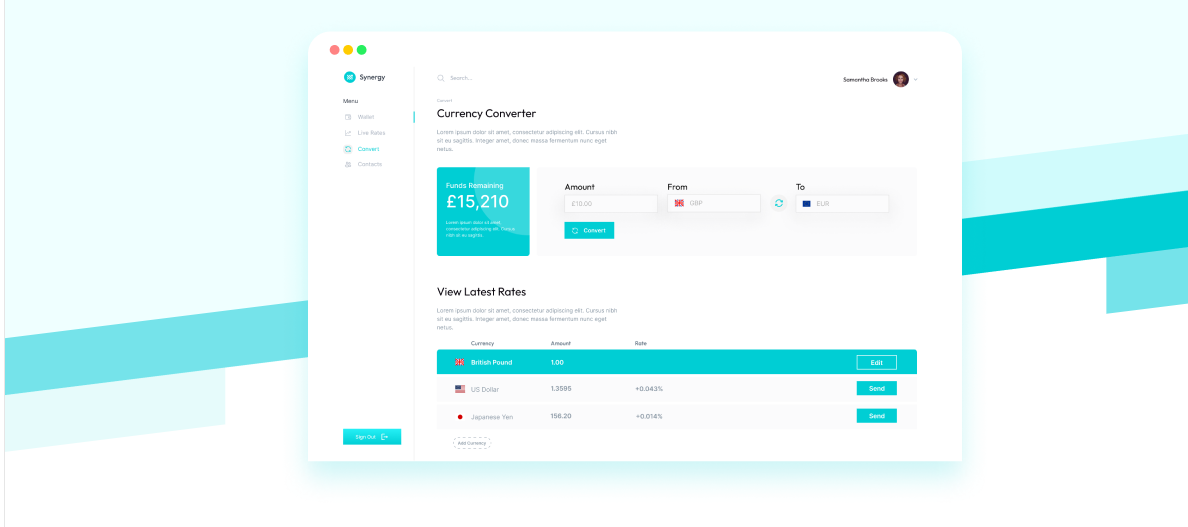 Synergy
Search...
Samantha Brooks
Menu
Wallet
Live Rates
Convert
Contacts
Convert
Currency Converter
Lorem ipsum dolor sit amet, consectetur adipiscing elit. Cursus nibh
sit eu sagittis. Integer amet, donec massa fermentum nunc eget
netus.
Funds Remaining
£15,210
Lorem ipsum dolor sit amet,
consectetur adipiscing elit. Cursus
nibh sit eu sagittis.
Amount
From
To
£10.00
GBP
EUR
Convert
View Latest Rates
Lorem ipsum dolor sit amet, consectetur adipiscing elit. Cursus nibh
sit eu sagittis. Integer amet, donec massa fermentum nunc eget
netus.
Currency Amount Rate
British Pound 1.00 Edit
US Dollar 1.3595 +0.043% Send
Japanese Yen 156.20 +0.014% Send
Add Currency
Sign Out